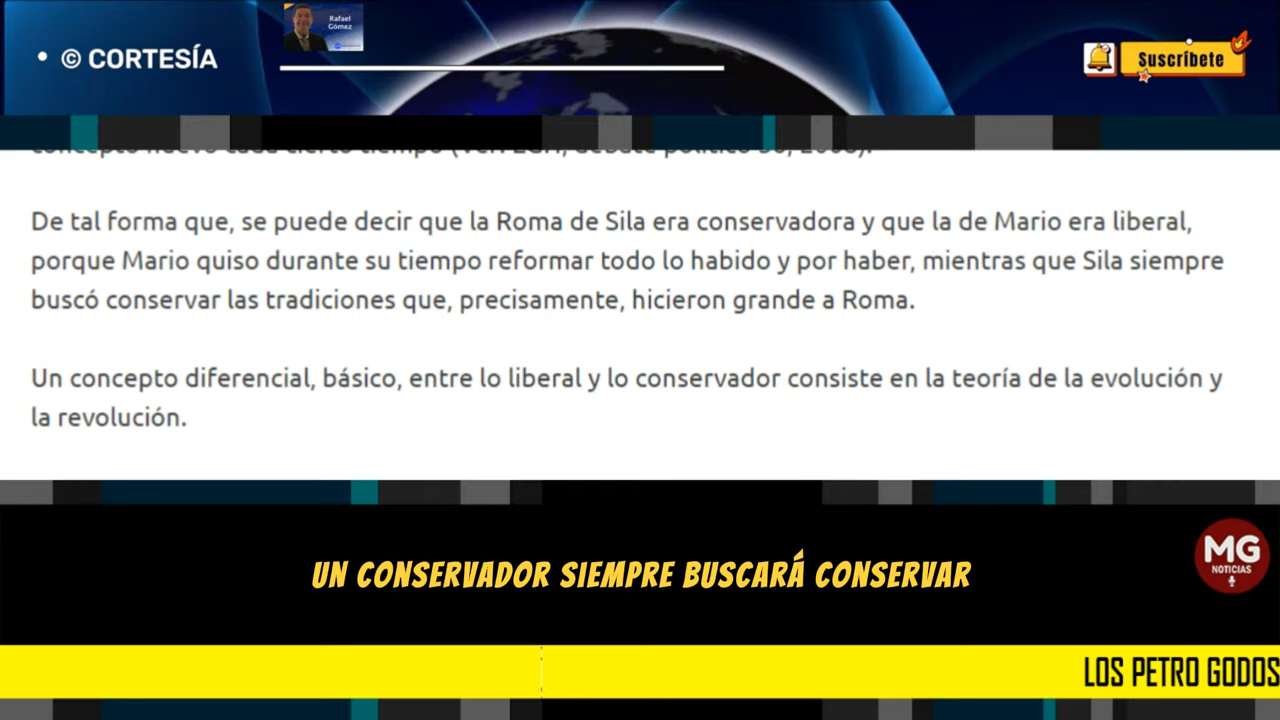 Rafael
Gómez
• © CORTESÍA
Suscríbete
De tal forma que, se puede decir que la Roma de Sila era conservadora y que la de Mario era liberal,
porque Mario quiso durante su tiempo reformar todo lo habido y por haber, mientras que Sila siempre
buscó conservar las tradiciones que, precisamente, hicieron grande a Roma.
Un concepto diferencial, básico, entre lo liberal y lo conservador consiste en la teoría de la evolución y
la revolución.
UN CONSERVADOR SIEMPRE BUSCARÁ CONSERVAR
MG
NOTICIAS
LOS PETRO GODOS